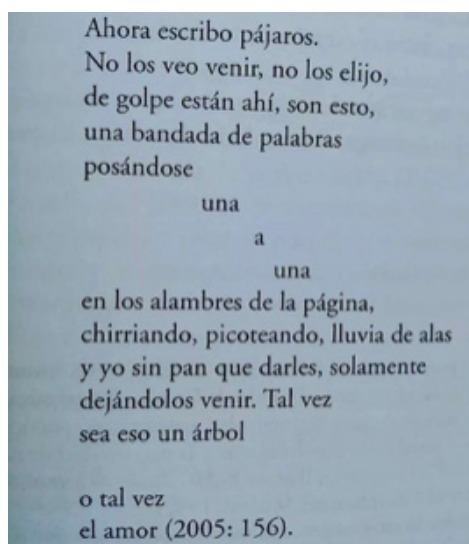 Ahora escribo pájaros.
No los veo venir, no los elijo,
de golpe están ahí, son esto,
una bandada de palabras
posándose
una
a
una
en los alambres de la página,
chirriando, picoteando, lluvia de alas
y yo sin pan que darles, solamente
dejándolos venir. Tal vez
sea eso un árbol
o tal vez
el amor (2005: 156).